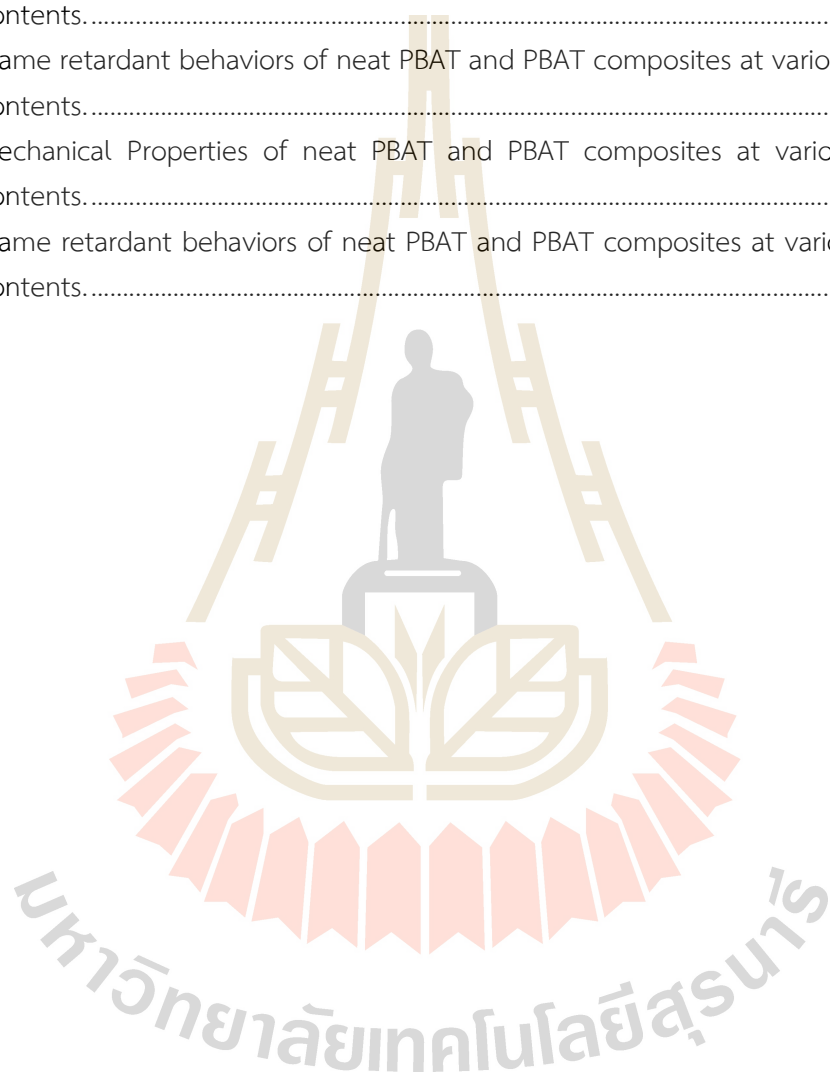 ontents. ....................................................................................................
ame retardant behaviors of neat PBAT and PBAT composites at vario
ontents. ....................................................................................................
echanical Properties of neat PBAT and PBAT composites at vario
ontents. ....................................................................................................
ame retardant behaviors of neat PBAT and PBAT composites at vario
ontents. ....................................................................................................
มหาวิทยาลัยเทคโนโลยีสุรนาร